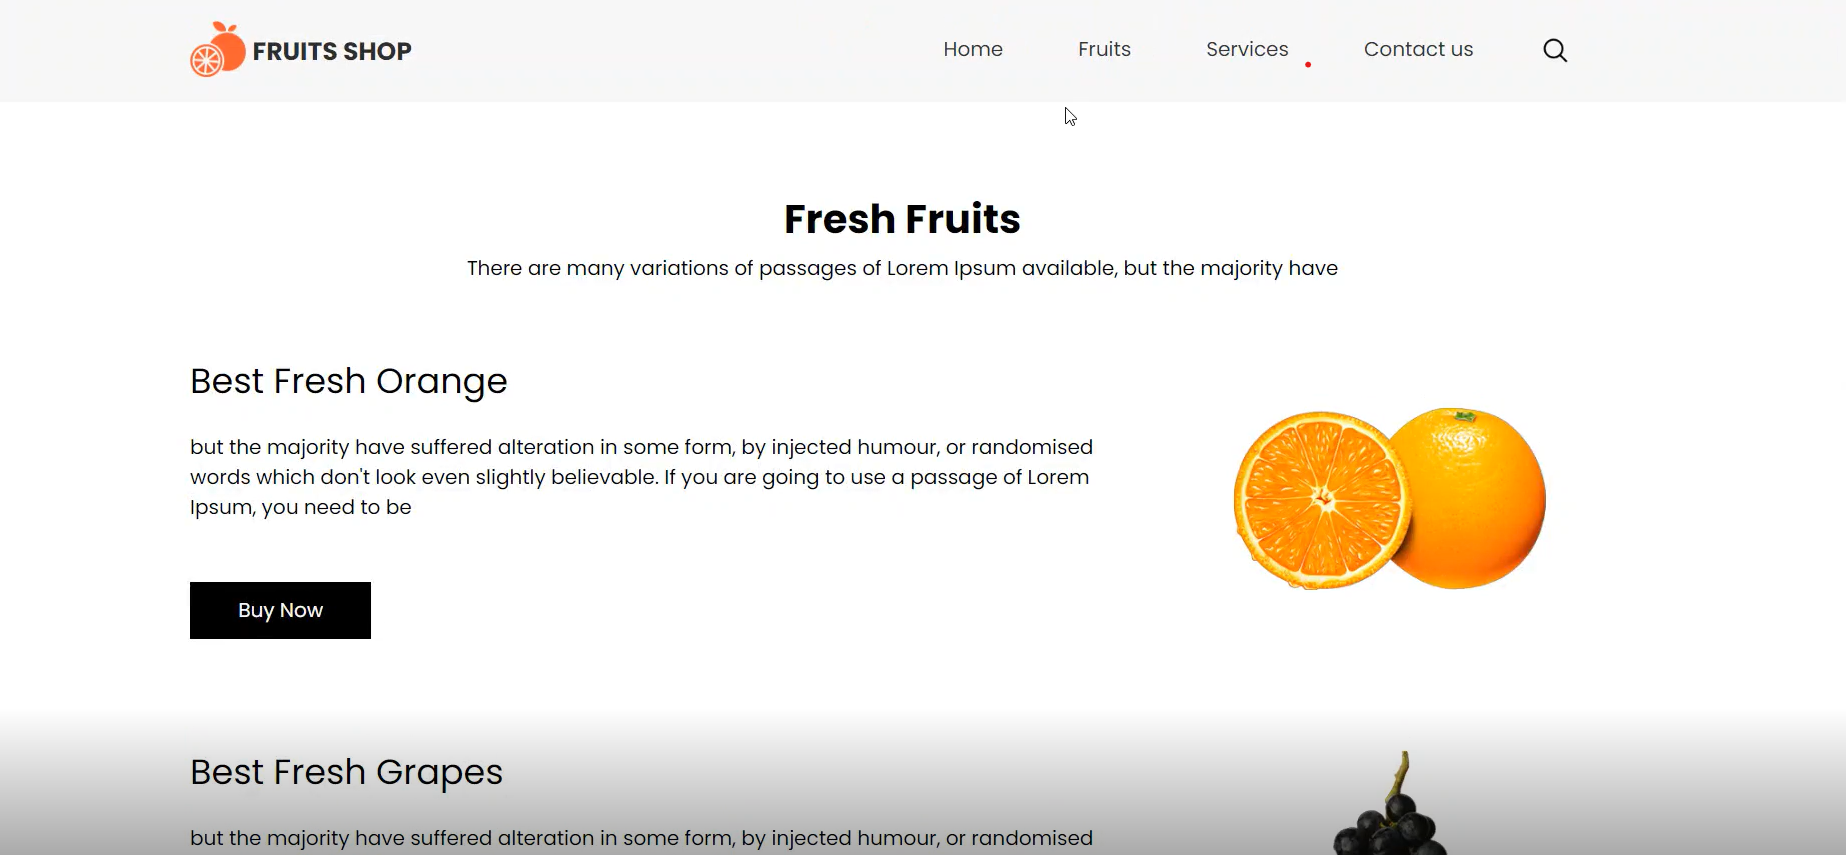 FRUITS SHOP
Home
Fruits
Services
Contact us
Fresh Fruits
There are many variations of passages of Lorem Ipsum available, but the majority have
Best Fresh Orange
but the majority have suffered alteration in some form, by injected humour, or randomised
words which don't look even slightly believable. If you are going to use a passage of Lorem
Ipsum, you need to be
Buy Now
Best Fresh Grapes
but the majority have suffered alteration in some form, by injected humour, or randomised